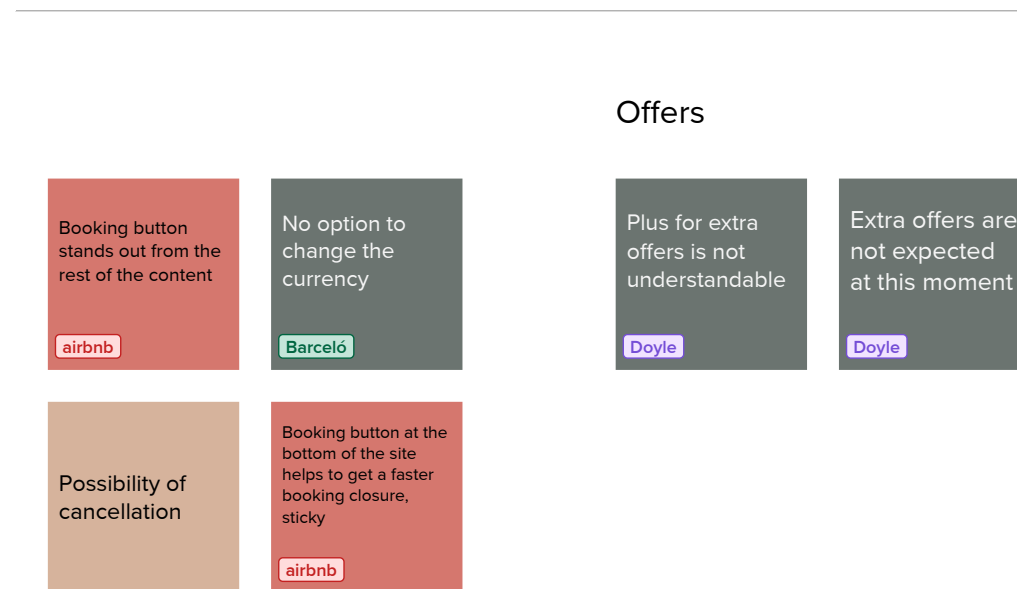 Offers
Booking button
stands out from the
rest of the content
airbnb
No option to
change the
currency
Barceló
Plus for extra
offers is not
understandable
Doyle
Extra offers are
not expected
at this moment
Doyle
Possibility of
cancellation
Booking button at the
bottom of the site
helps to get a faster
booking closure,
sticky
airbnb